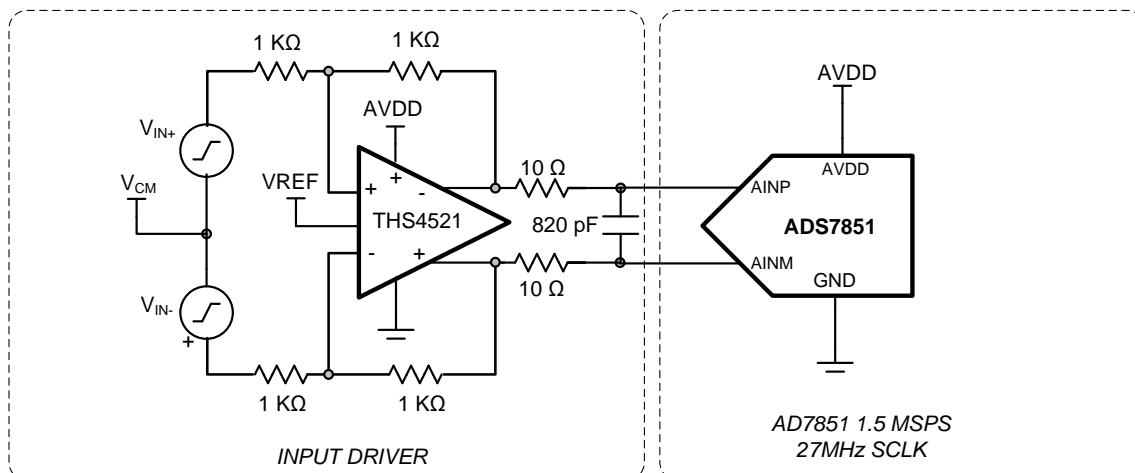 1 KΩ
1 KΩ
AVDD
AVDD
VIN+
VCM
VREF
+
+
-
THS4521
-
+
10 Ω
820 pF
10 Ω
AINP
AVDD
ADS7851
AINM
GND
VIN-
+
1 KΩ
1 KΩ
INPUT DRIVER
AD7851 1.5 MSPS
27MHz SCLK